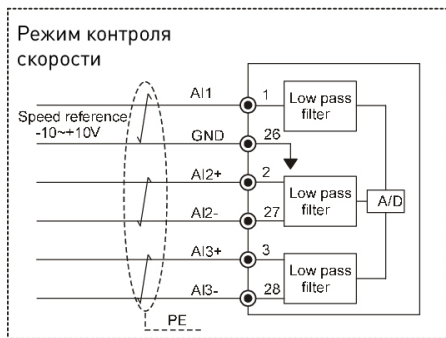 Режим контроля
скорости
AI1
1
Low pass
filter
Speed reference
-10~+10V
GND
26
AI2+
2
Low pass
filter
A/D
AI2-
27
AI3+
3
Low pass
filter
AI3-
28
PE